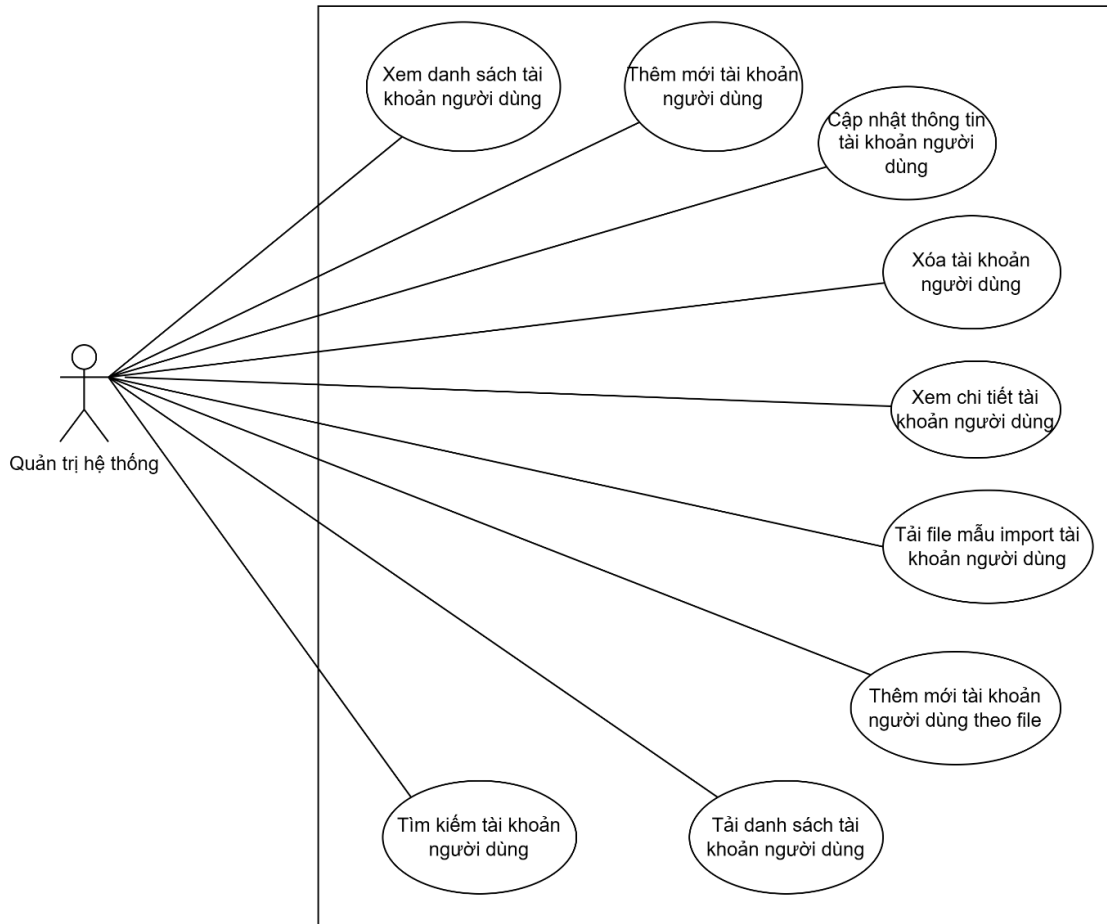 Xem danh sách tài
khoản người dùng
Thêm mới tài khoản
người dùng
Cập nhật thông tin
tài khoản người
dùng
Xóa tài khoản
người dùng
Xem chi tiết tài
khoản người dùng
Quản trị hệ thống
Tải file mẫu import tài
khoản người dùng
Thêm mới tài khoản
người dùng theo file
Tìm kiếm tài khoản
người dùng
Tải danh sách tài
khoản người dùng